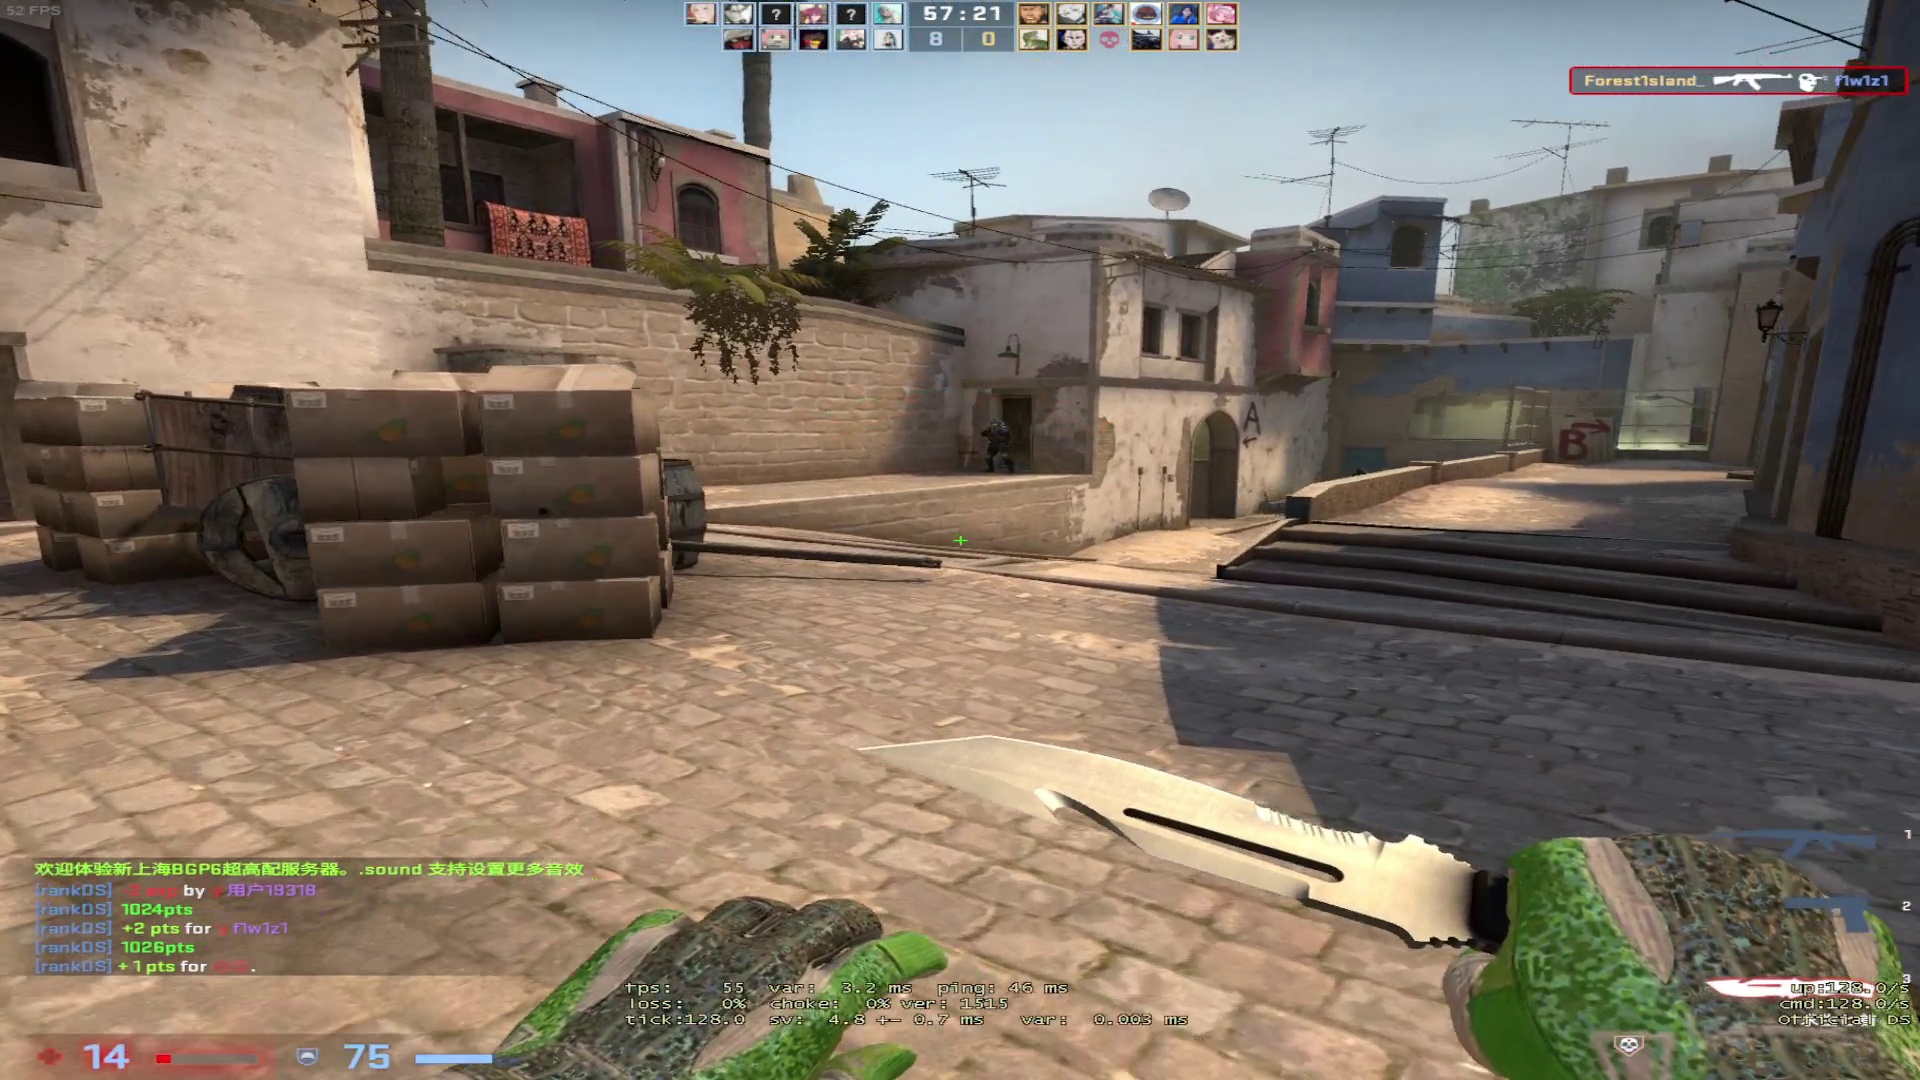 52 FPS
? ? 57:21
8 0
Forest1sland_ f1w1z1
A
B
欢迎体验新上海BGP6超高配服务器。.sound 支持设置更多音效
[rankDS] by 用户19318
[rankDS] 1024pts
[rankDS] +2 pts for f1w1z1
[rankDS] 1026pts
[rankDS] +1 pts for .
1
2
3
fps: 55 var: 3.2 ms ping: 46 ms
loss: 0% choke: 0% ver: 1515
tick:128.0 sv: 4.8 +- 0.7 ms var: 0.003 ms
up:128.0/s
cmd:128.0/s
DS
14 75